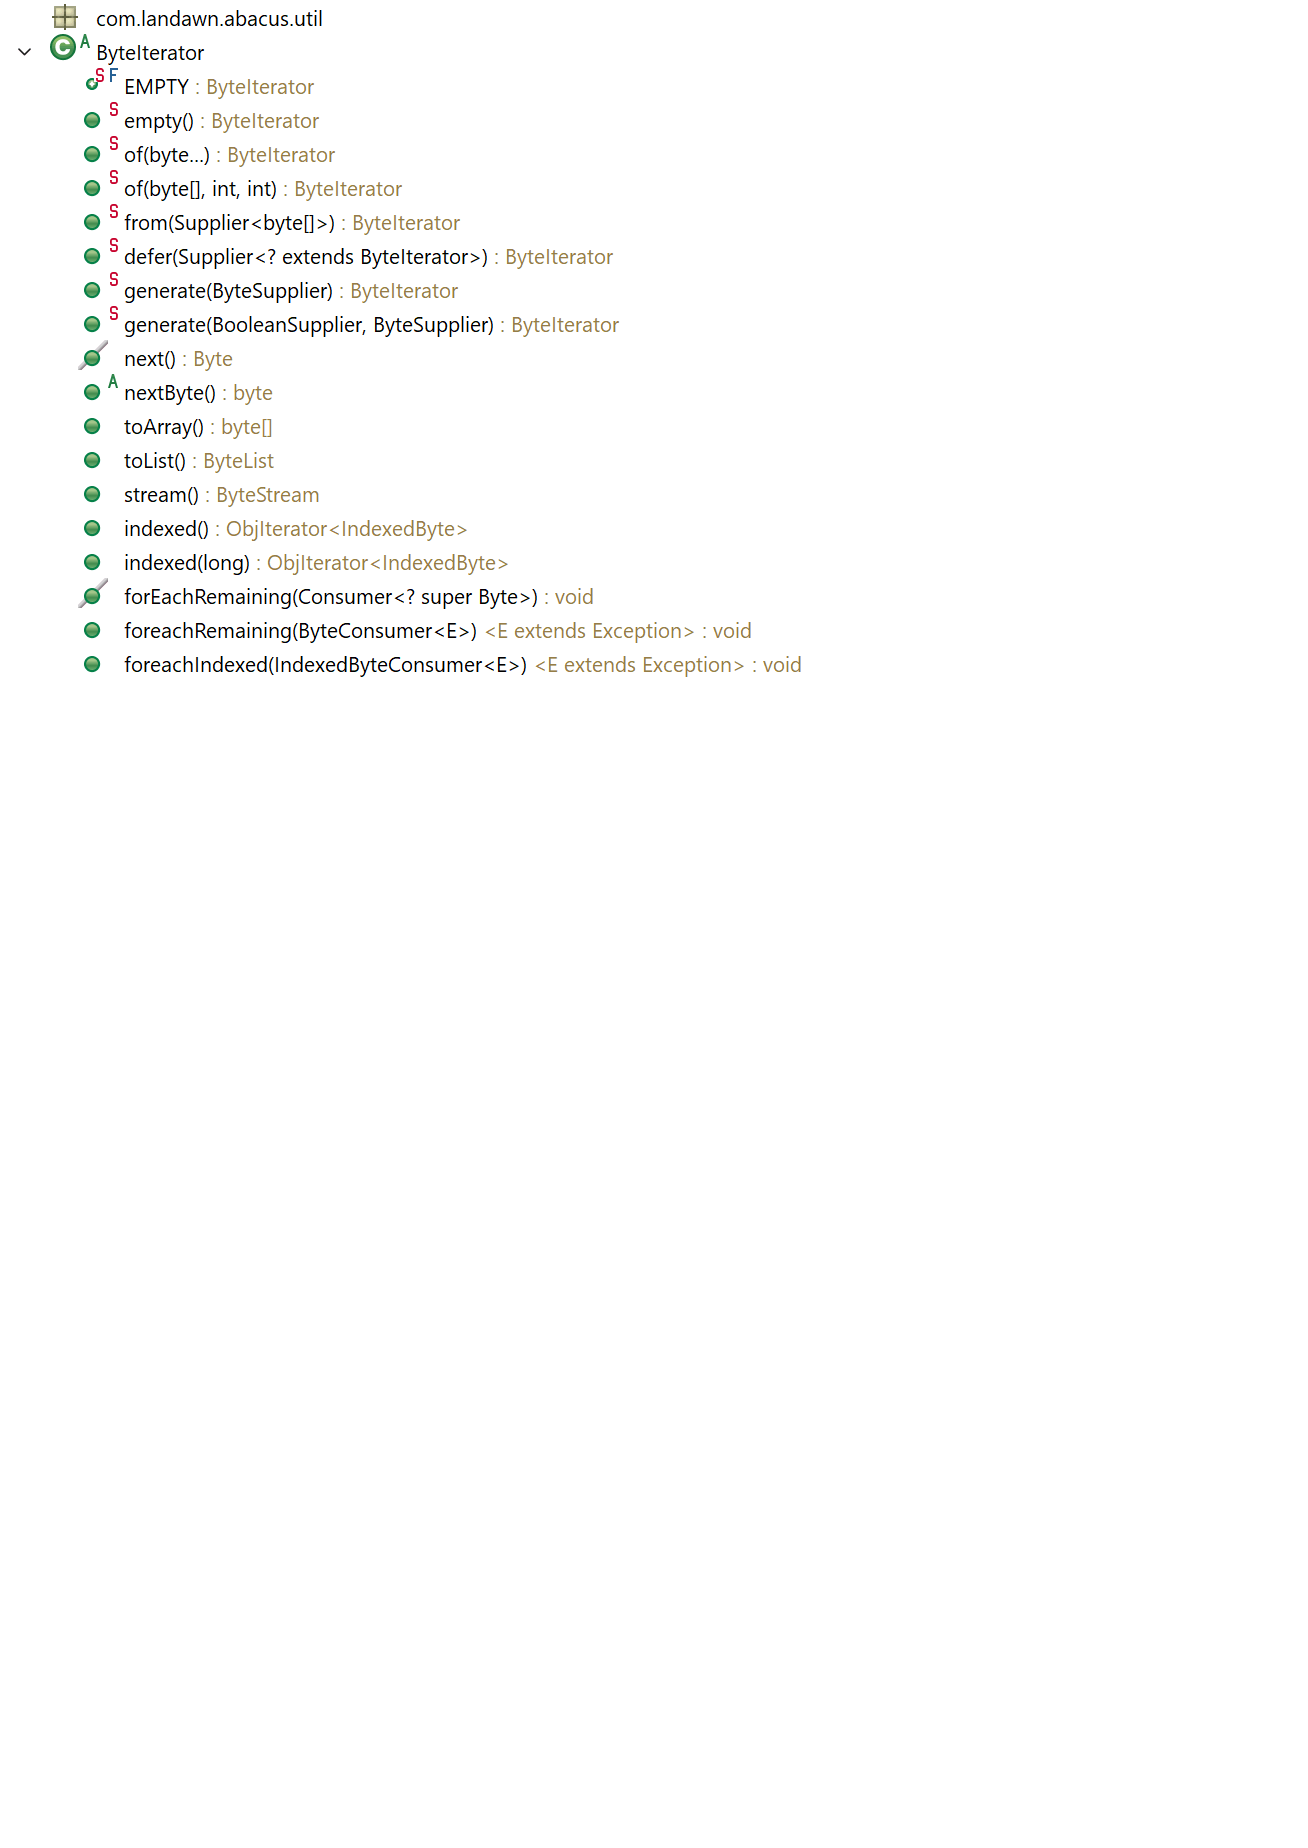 com.landawn.abacus.util
C A ByteIterator
S F EMPTY : ByteIterator
S empty() : ByteIterator
S of(byte...) : ByteIterator
S of(byte[], int, int) : ByteIterator
S from(Supplier<byte[]>) : ByteIterator
S defer(Supplier<? extends ByteIterator>) : ByteIterator
S generate(ByteSupplier) : ByteIterator
S generate(BooleanSupplier, ByteSupplier) : ByteIterator
next() : Byte
A nextByte() : byte
toArray() : byte[]
toList() : ByteList
stream() : ByteStream
indexed() : ObjIterator<IndexedByte>
indexed(long) : ObjIterator<IndexedByte>
forEachRemaining(Consumer<? super Byte>) : void
foreachRemaining(ByteConsumer<E>) <E extends Exception> : void
foreachIndexed(IndexedByteConsumer<E>) <E extends Exception> : void